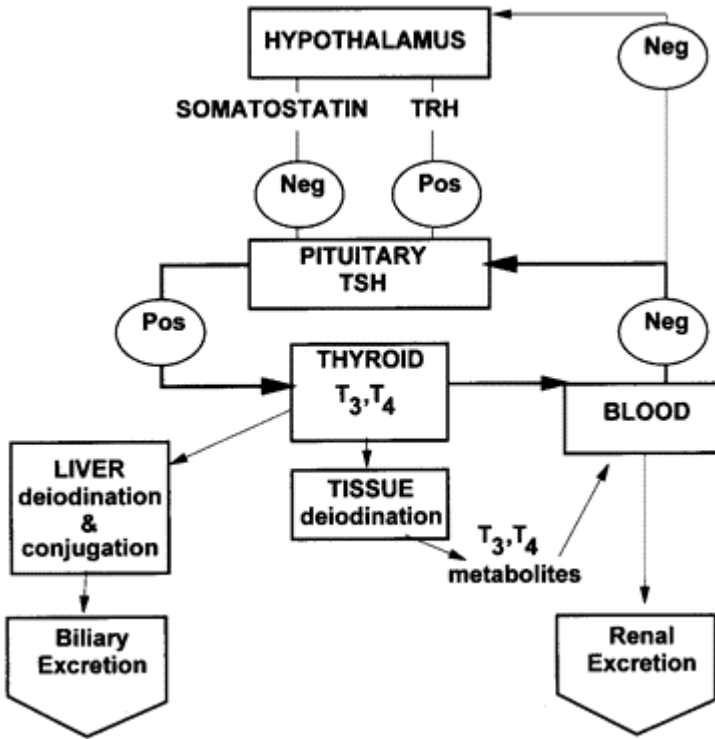 HYPOTHALAMUS
Neg
SOMATOSTATIN TRH
Neg
Pos
PITUITARY
TSH
Pos
Neg
THYROID
T3,T4
BLOOD
LIVER
deiodination
&
conjugation
TISSUE
deiodination
T3,T4
metabolites
Biliary
Excretion
Renal
Excretion